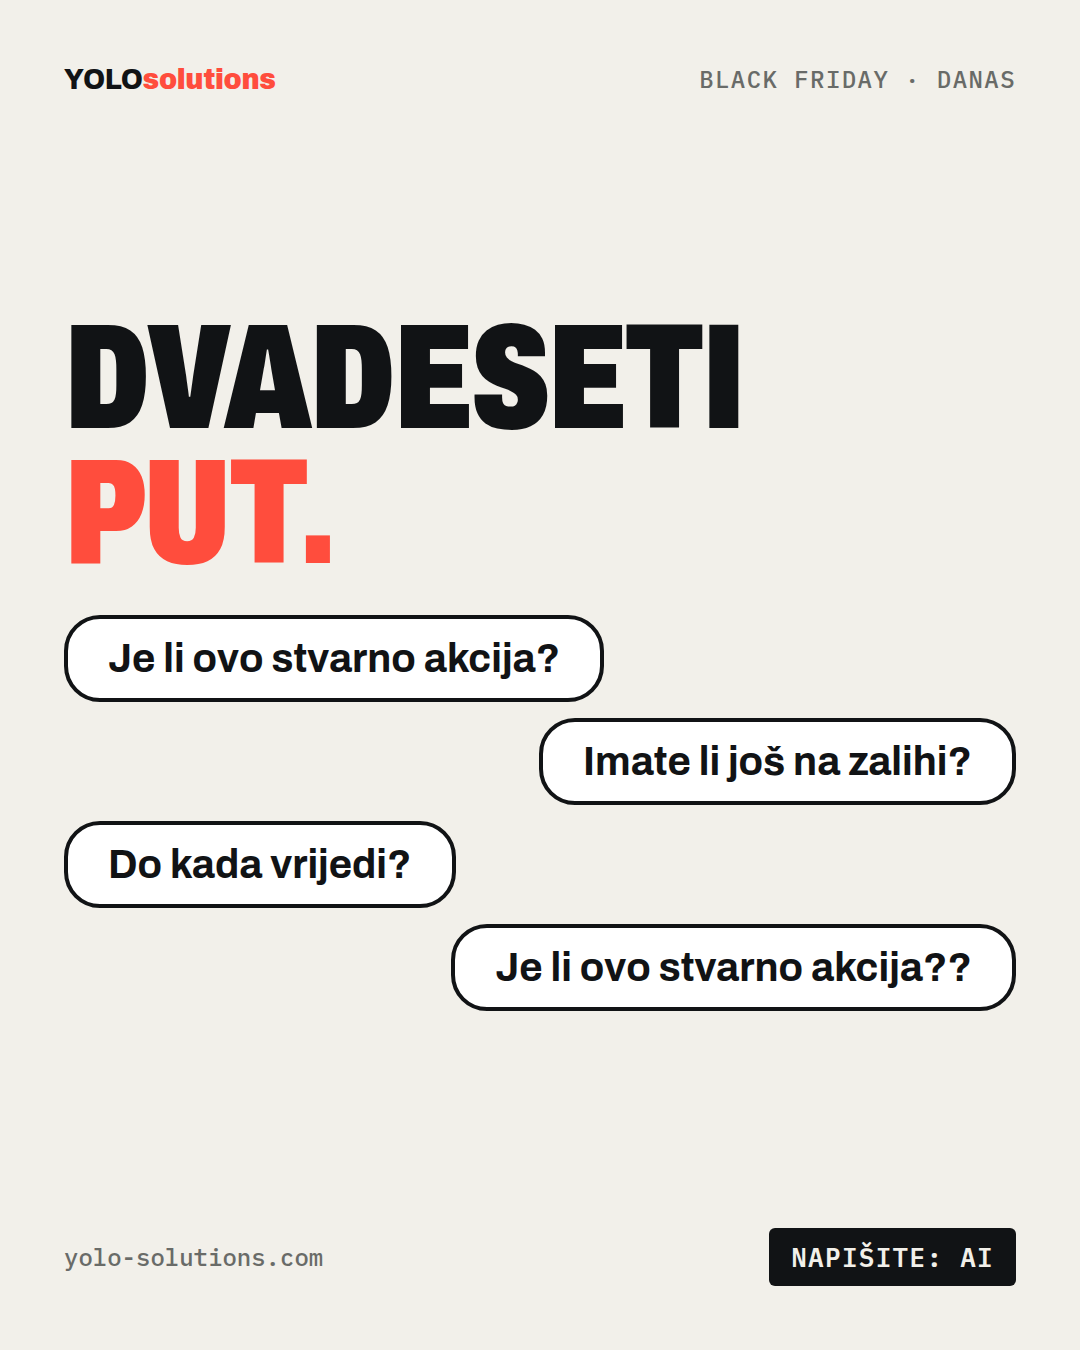 YOLOsolutions
BLACK FRIDAY · DANAS
DVADESETI
PUT.
Je li ovo stvarno akcija?
Imate li još na zalihi?
Do kada vrijedi?
Je li ovo stvarno akcija??
yolo-solutions.com
NAPIŠITE: AI